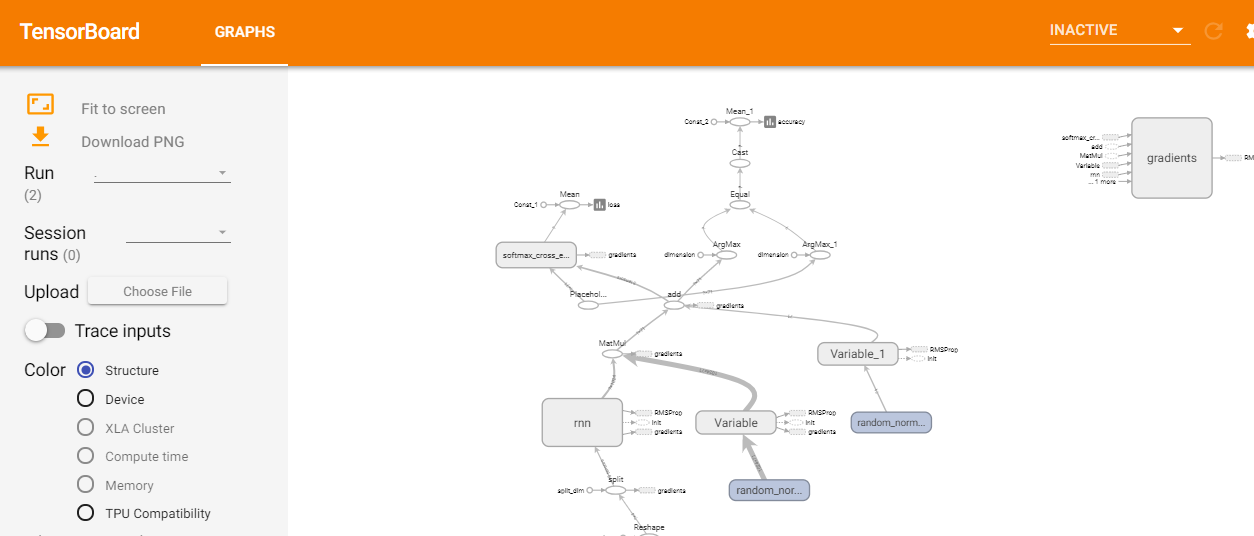 TensorBoard
GRAPHS
INACTIVE
Fit to screen
Download PNG
Run
(2)
Session
runs (0)
Upload
Choose File
Trace inputs
Color
Structure
Device
XLA Cluster
Compute time
Memory
TPU Compatibility
Mean_1
Const_2
accuracy
Cast
Equal
Mean
Const_1
loss
softmax_cross_e...
gradients
dimension
ArgMax
dimension
ArgMax_1
Placehol...
add
gradients
MatMul
gradients
Variable_1
RMSProp
init
rnn
RMSProp
init
gradients
Variable
RMSProp
init
gradients
random_norm...
split_dim
split
gradients
random_nor...
Reshape
softmax_cr...
add
MatMul
Variable
rnn
... 1 more
gradients
RM